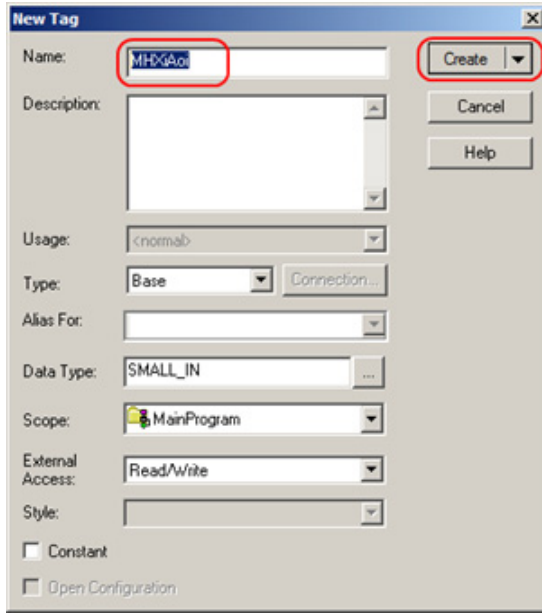 New Tag
Name: MHXiAoi Create
Description: Cancel
Help
Usage: <normal>
Type: Base Connection...
Alias For:
Data Type: SMALL_IN ...
Scope: MainProgram
External Access: Read/Write
Style:
Constant
Open Configuration